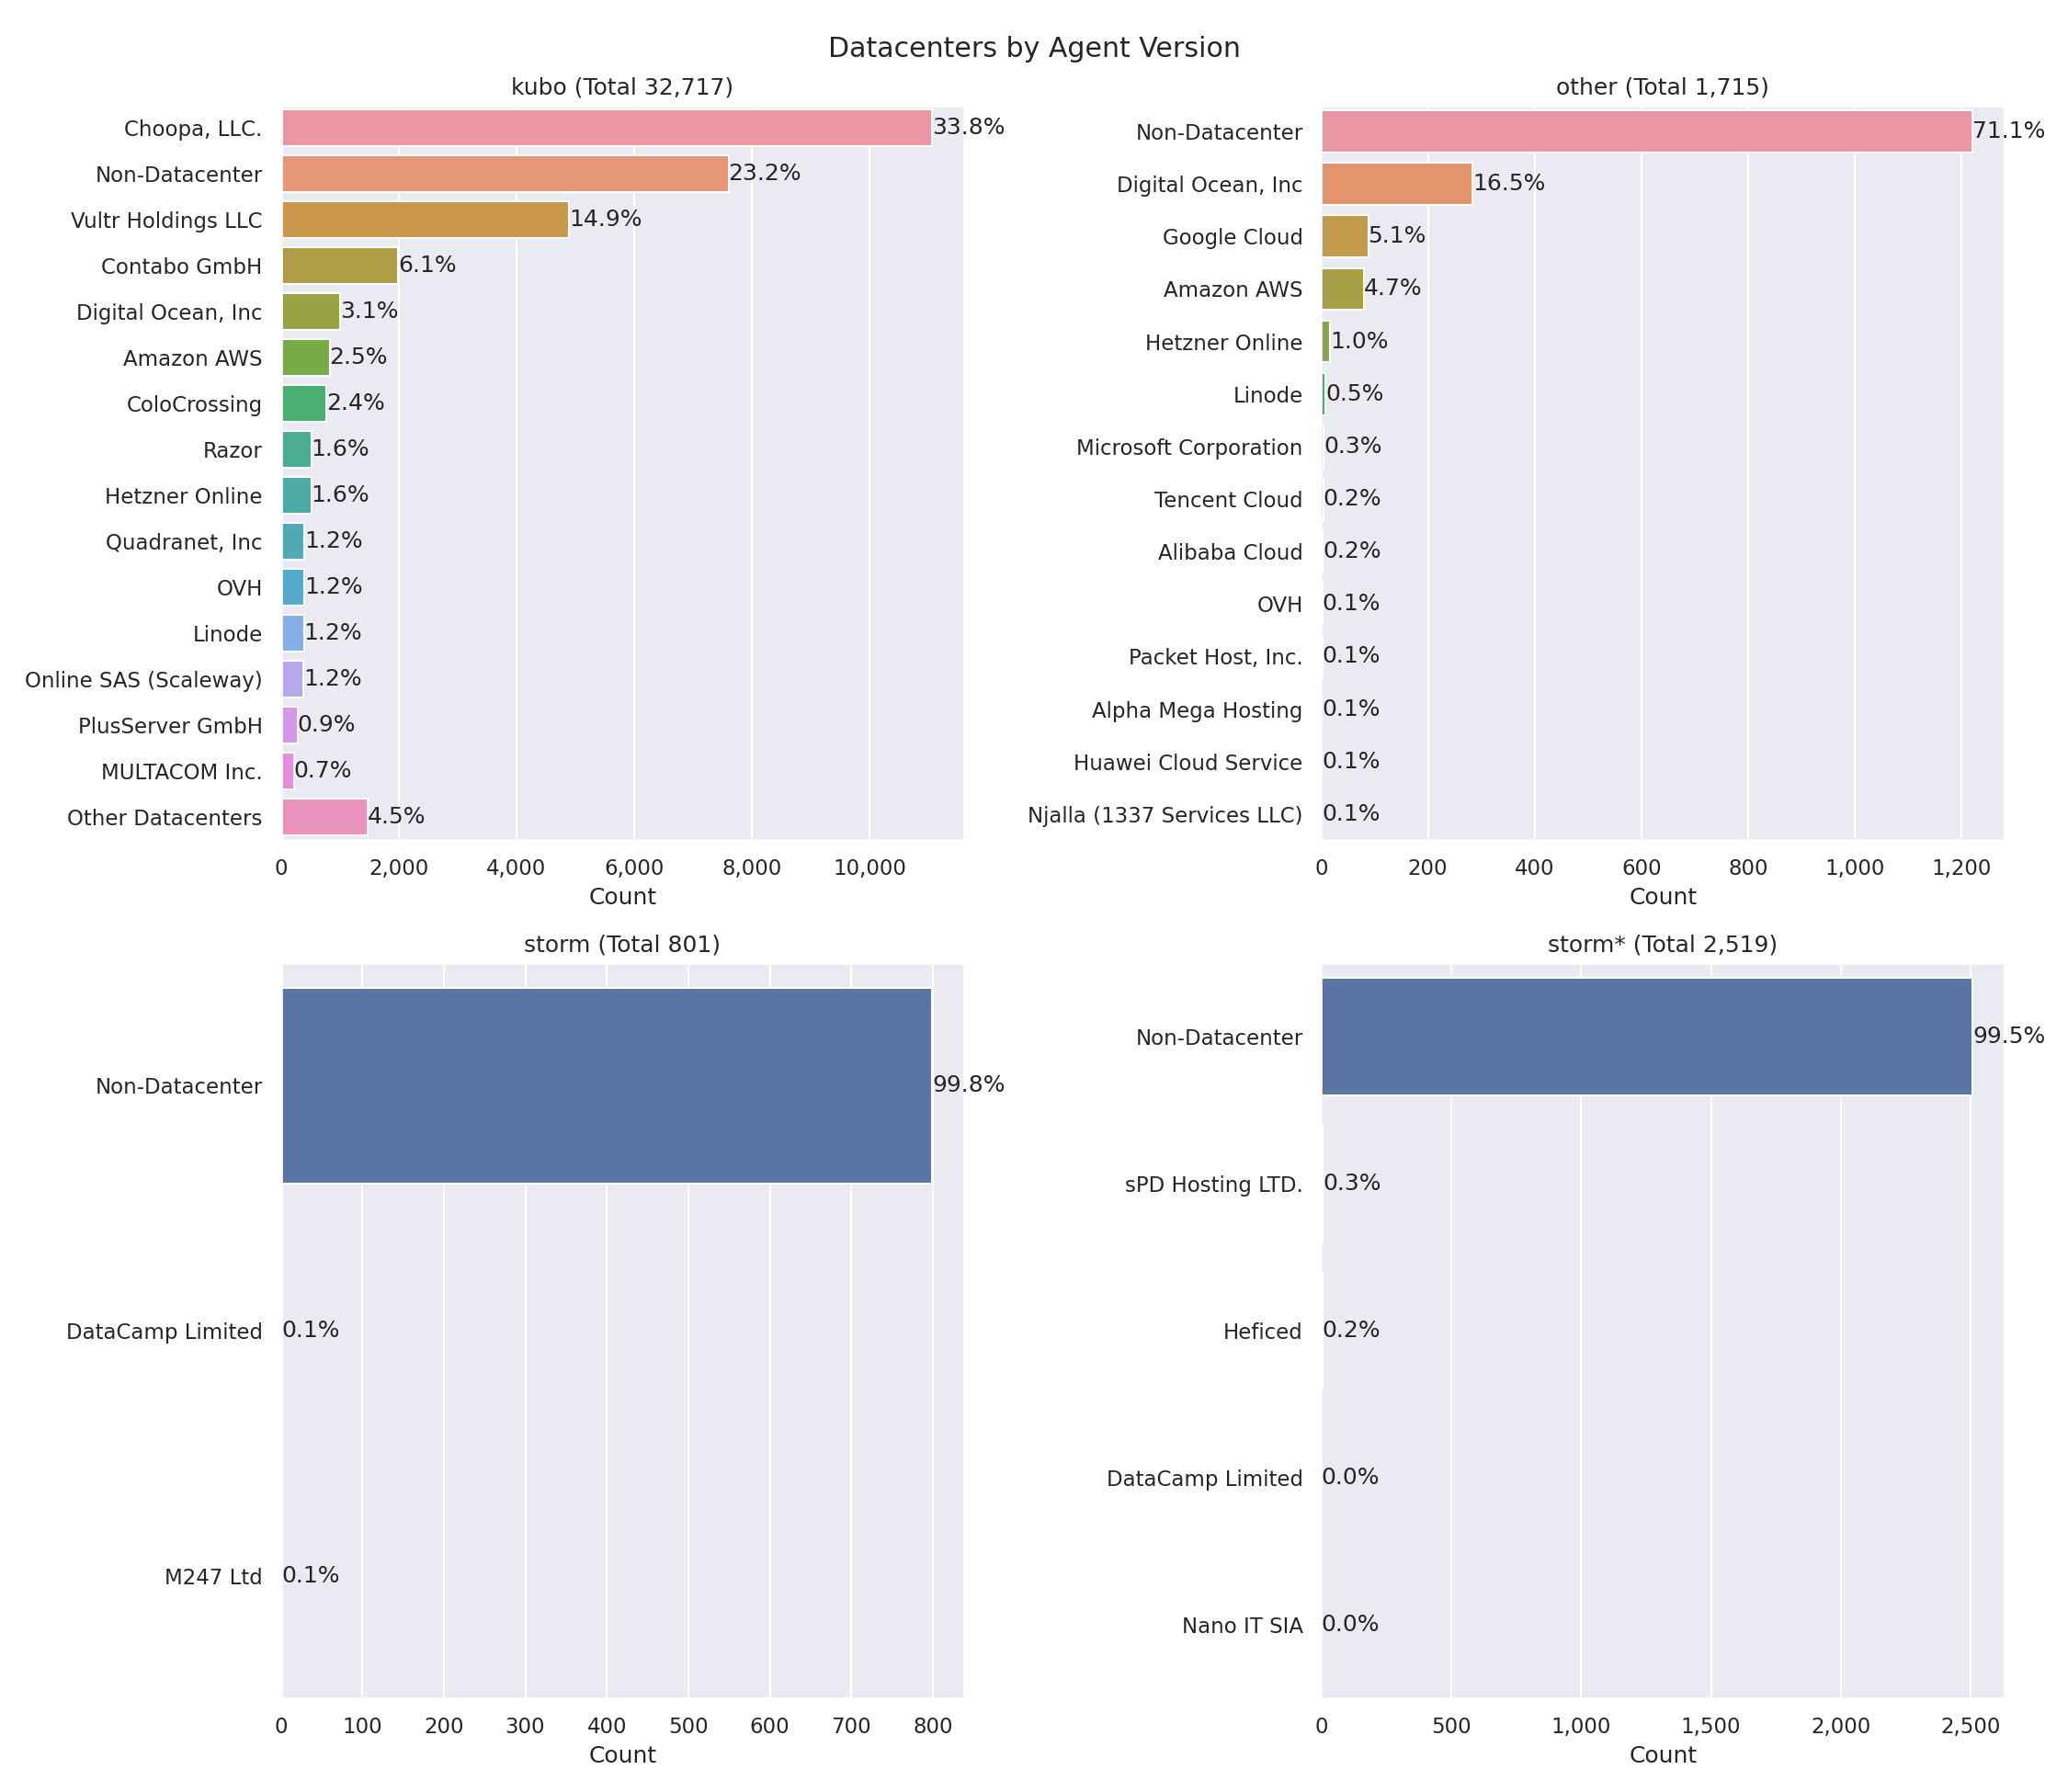 Datacenters by Agent Version
kubo (Total 32,717)
Choopa, LLC. 33.8%
Non-Datacenter 23.2%
Vultr Holdings LLC 14.9%
Contabo GmbH 6.1%
Digital Ocean, Inc 3.1%
Amazon AWS 2.5%
ColoCrossing 2.4%
Razor 1.6%
Hetzner Online 1.6%
Quadranet, Inc 1.2%
OVH 1.2%
Linode 1.2%
Online SAS (Scaleway) 1.2%
PlusServer GmbH 0.9%
MULTACOM Inc. 0.7%
Other Datacenters 4.5%
0 2,000 4,000 6,000 8,000 10,000
Count
other (Total 1,715)
Non-Datacenter 71.1%
Digital Ocean, Inc 16.5%
Google Cloud 5.1%
Amazon AWS 4.7%
Hetzner Online 1.0%
Linode 0.5%
Microsoft Corporation 0.3%
Tencent Cloud 0.2%
Alibaba Cloud 0.2%
OVH 0.1%
Packet Host, Inc. 0.1%
Alpha Mega Hosting 0.1%
Huawei Cloud Service 0.1%
Njalla (1337 Services LLC) 0.1%
0 200 400 600 800 1,000 1,200
Count
storm (Total 801)
Non-Datacenter 99.8%
DataCamp Limited 0.1%
M247 Ltd 0.1%
0 100 200 300 400 500 600 700 800
Count
storm* (Total 2,519)
Non-Datacenter 99.5%
sPD Hosting LTD. 0.3%
Heficed 0.2%
DataCamp Limited 0.0%
Nano IT SIA 0.0%
0 500 1,000 1,500 2,000 2,500
Count